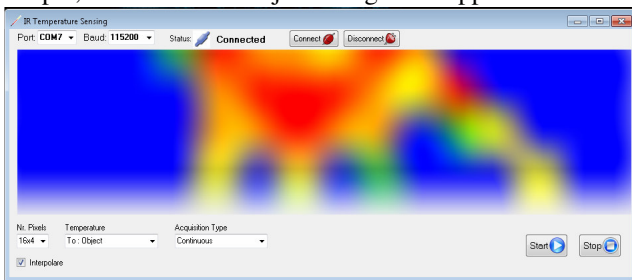 IR Temperature Sensing
Port: COM7 Baud: 115200 Status: Connected Connect Disconnect
Nr. Pixels Temperature Acquisition Type
16x4 To : Object Continuous
Start Stop
Interpolare